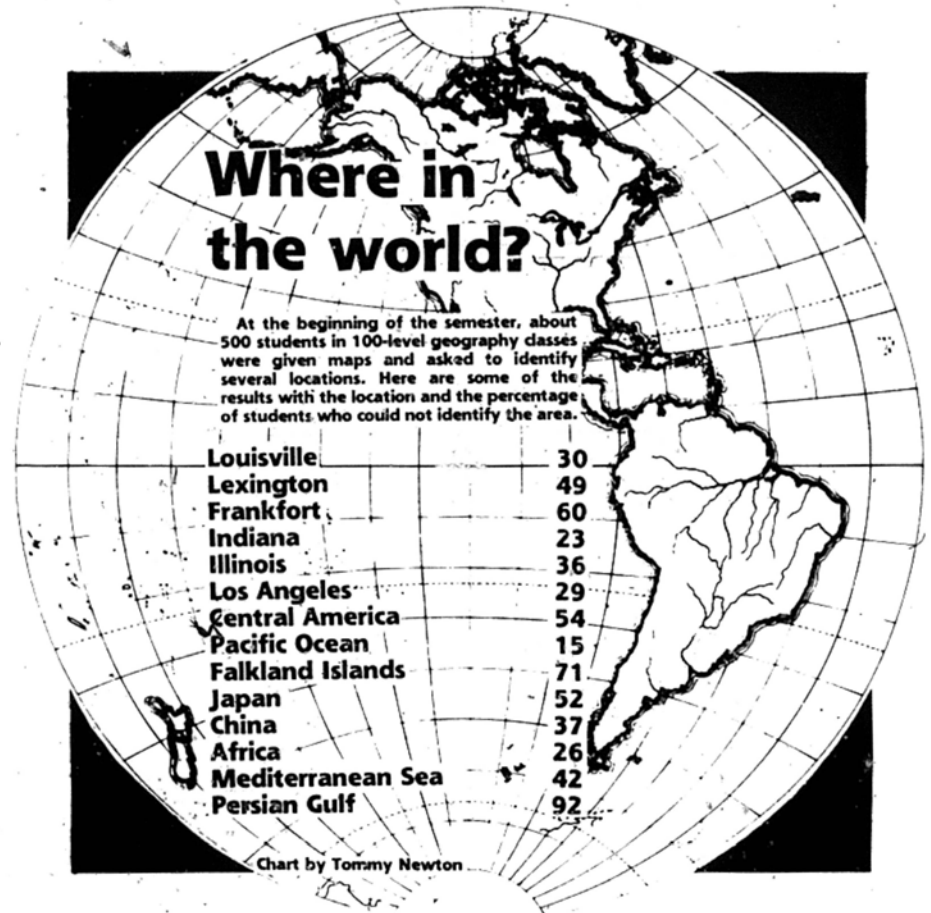 Where in
the world?
At the beginning of the semester, about
500 students in 100-level geography classes
were given maps and asked to identify
several locations. Here are some of the
results with the location and the percentage
of students who could not identify the area.
Louisville 30
Lexington 49
Frankfort 60
Indiana 23
Illinois 36
Los Angeles 29
Central America 54
Pacific Ocean 15
Falkland Islands 71
Japan 52
China 37
Africa 26
Mediterranean Sea 42
Persian Gulf 92
Chart by Tommy Newton